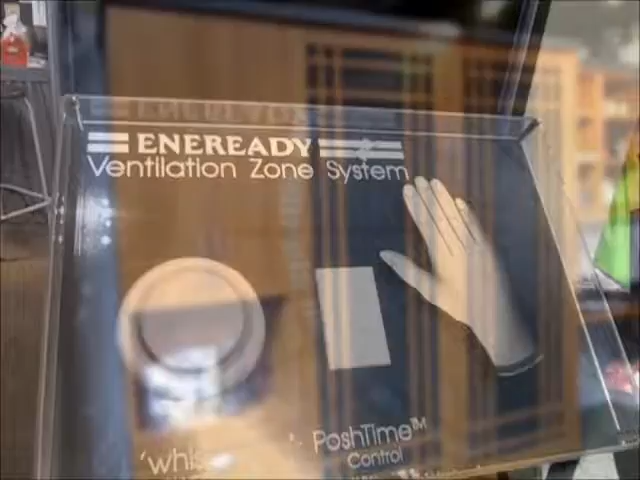 ENEREADY
Ventilation Zone System
PoshTime™
Control